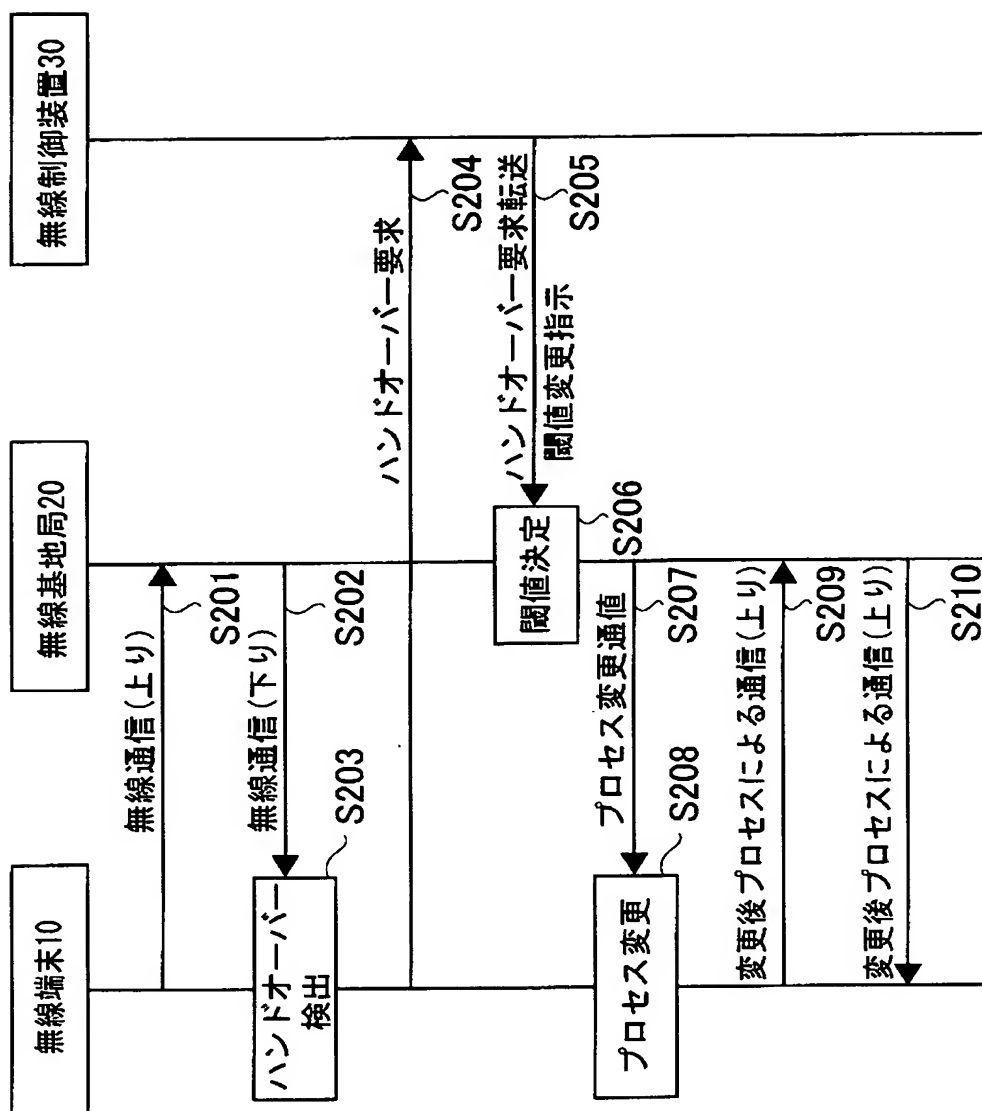 無線端末10
無線基地局20
無線制御装置30
無線通信(上り)
S201
無線通信(下り)
S202
ハンドオーバー
検出
S203
ハンドオーバー要求
S204
ハンドオーバー要求転送
閾値変更指示
S205
閾値決定
S206
プロセス変更通値
S207
プロセス変更
S208
変更後プロセスによる通信(上り)
S209
変更後プロセスによる通信(上り)
S210